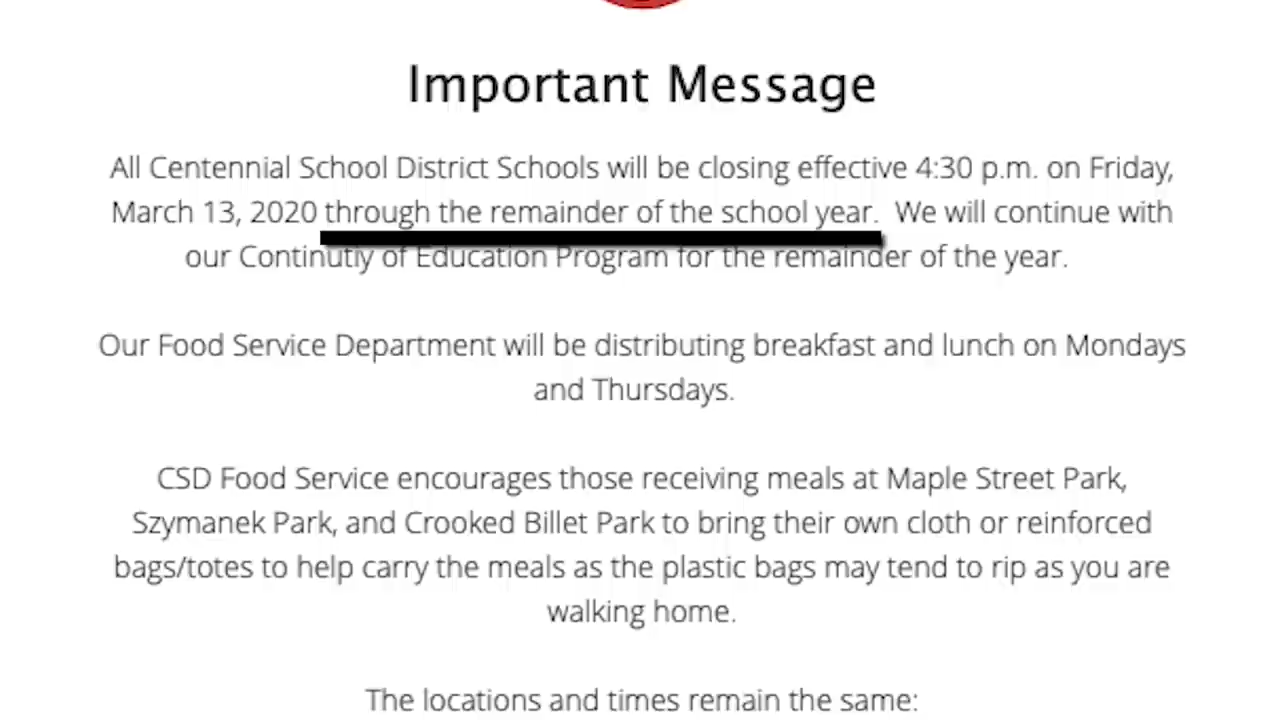 Important Message
All Centennial School District Schools will be closing effective 4:30 p.m. on Friday,
March 13, 2020 through the remainder of the school year.  We will continue with
our Continutiy of Education Program for the remainder of the year.
Our Food Service Department will be distributing breakfast and lunch on Mondays
and Thursdays.
CSD Food Service encourages those receiving meals at Maple Street Park,
Szymanek Park, and Crooked Billet Park to bring their own cloth or reinforced
bags/totes to help carry the meals as the plastic bags may tend to rip as you are
walking home.
The locations and times remain the same: